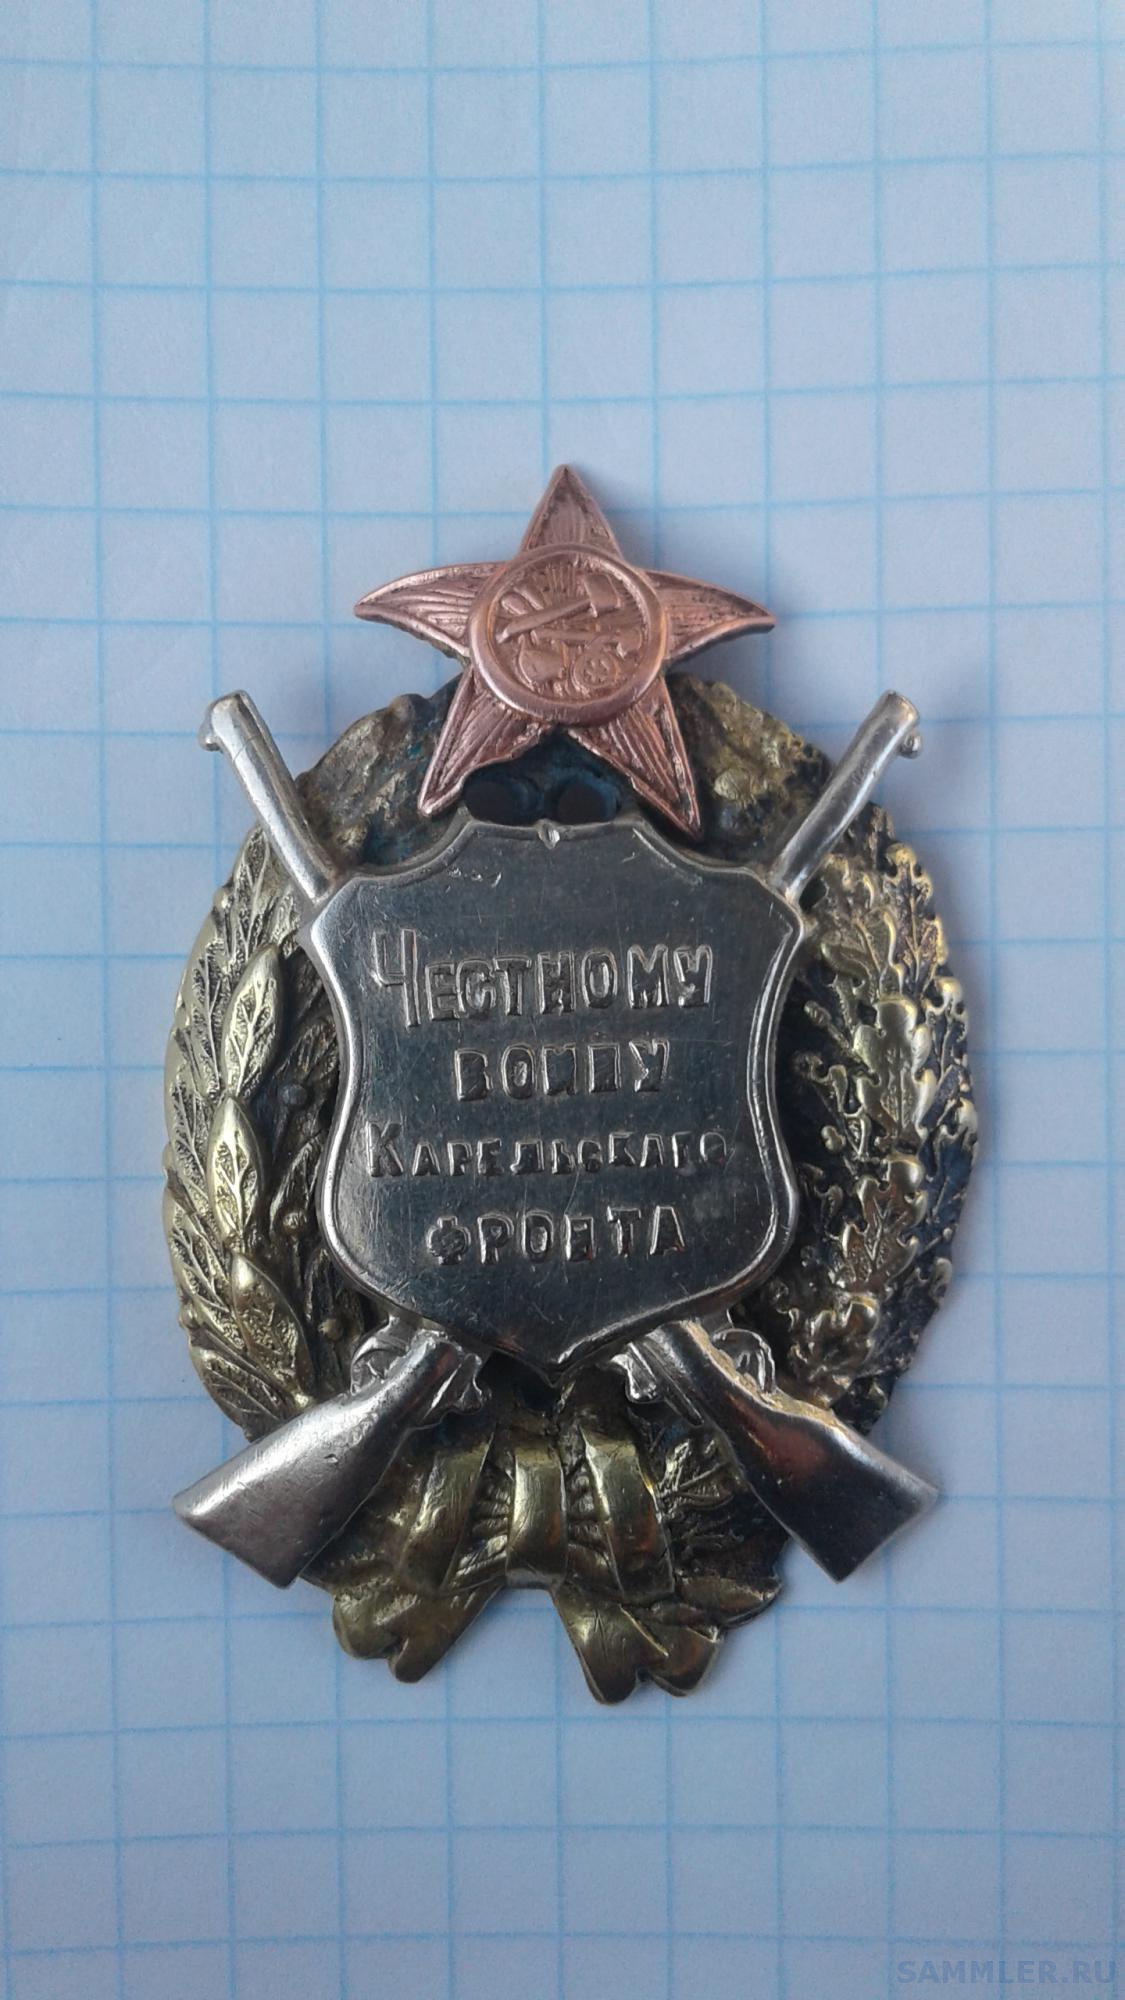 Честному
воину
Карельскаго
фронта
SAMMLER.RU